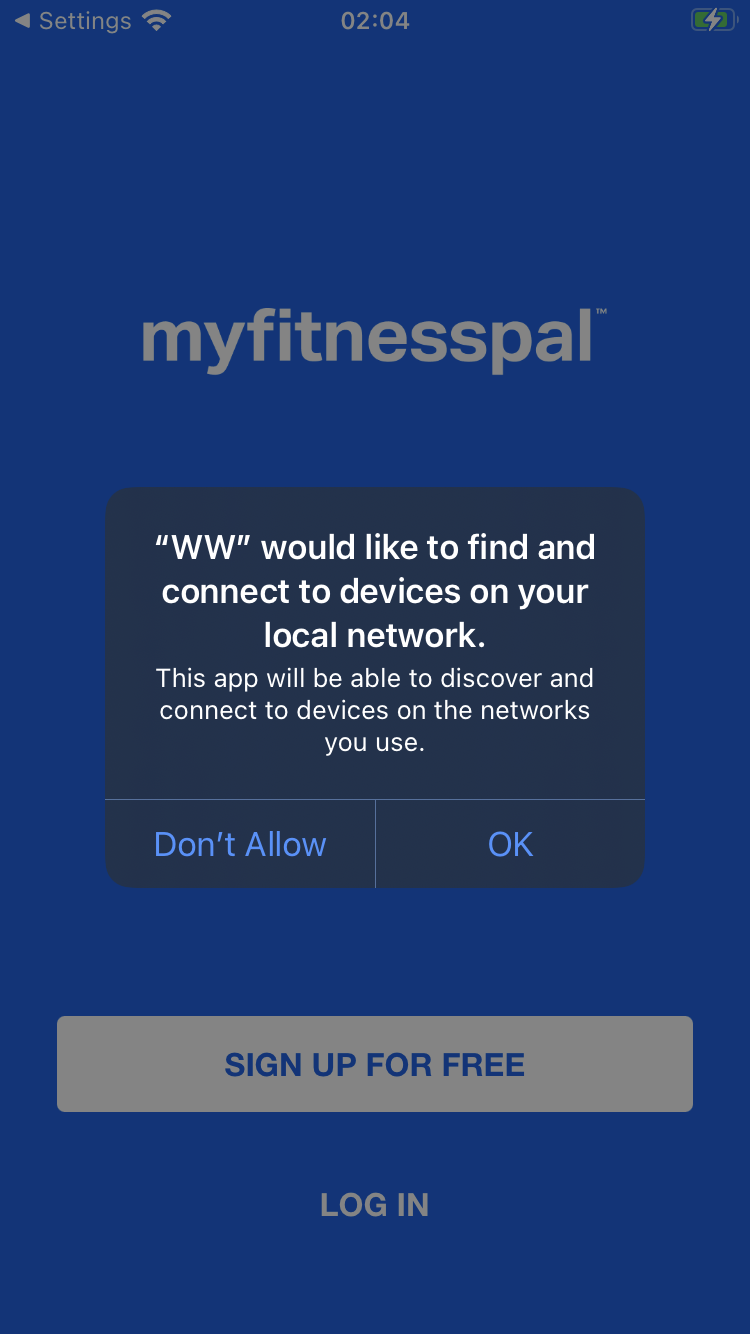 Settings
02:04
myfitnesspal™
“WW” would like to find and
connect to devices on your
local network.
This app will be able to discover and
connect to devices on the networks
you use.
Don’t Allow
OK
SIGN UP FOR FREE
LOG IN